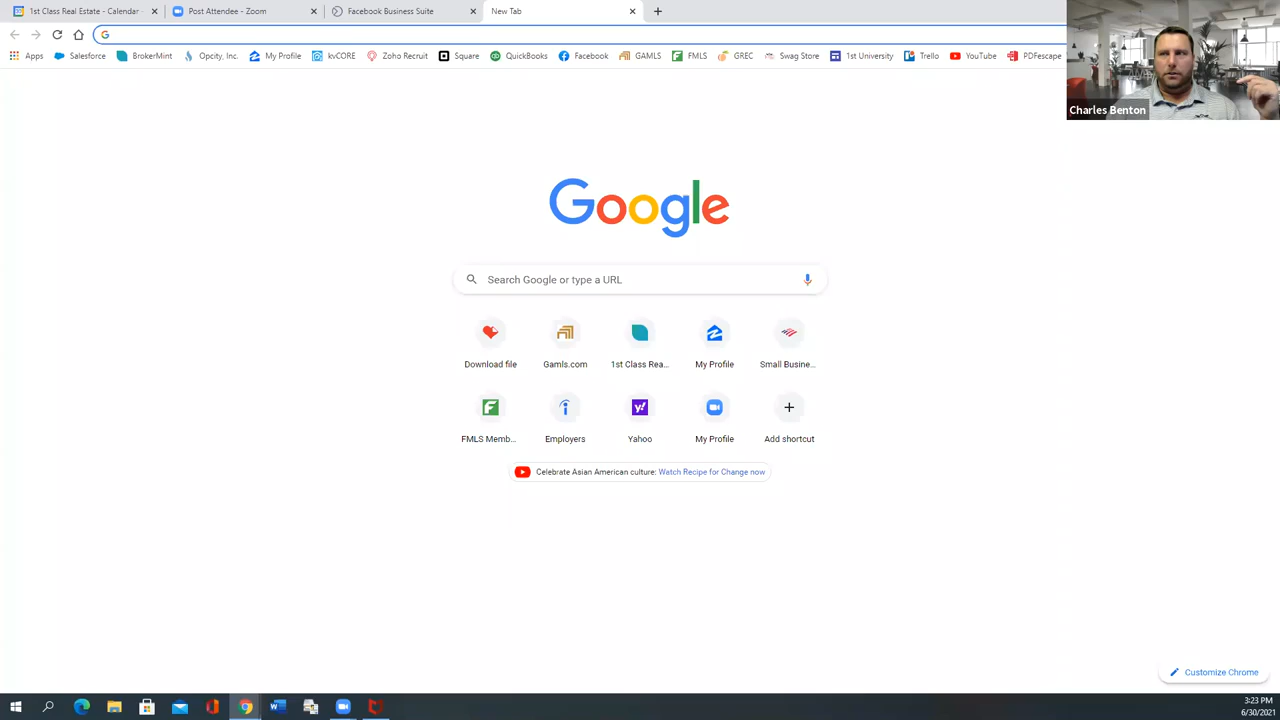 1st Class Real Estate - Calendar
Post Attendee - Zoom
Facebook Business Suite
New Tab
Apps
Salesforce
BrokerMint
Opcity, Inc.
My Profile
kvCORE
Zoho Recruit
Square
QuickBooks
Facebook
GAMLS
FMLS
GREC
Swag Store
1st University
Trello
YouTube
PDFescape
Charles Benton
Google
Search Google or type a URL
Download file
Gamls.com
1st Class Rea...
My Profile
Small Busine...
FMLS Memb...
Employers
Yahoo
My Profile
Add shortcut
Celebrate Asian American culture: Watch Recipe for Change now
Customize Chrome
3:23 PM
6/30/2021